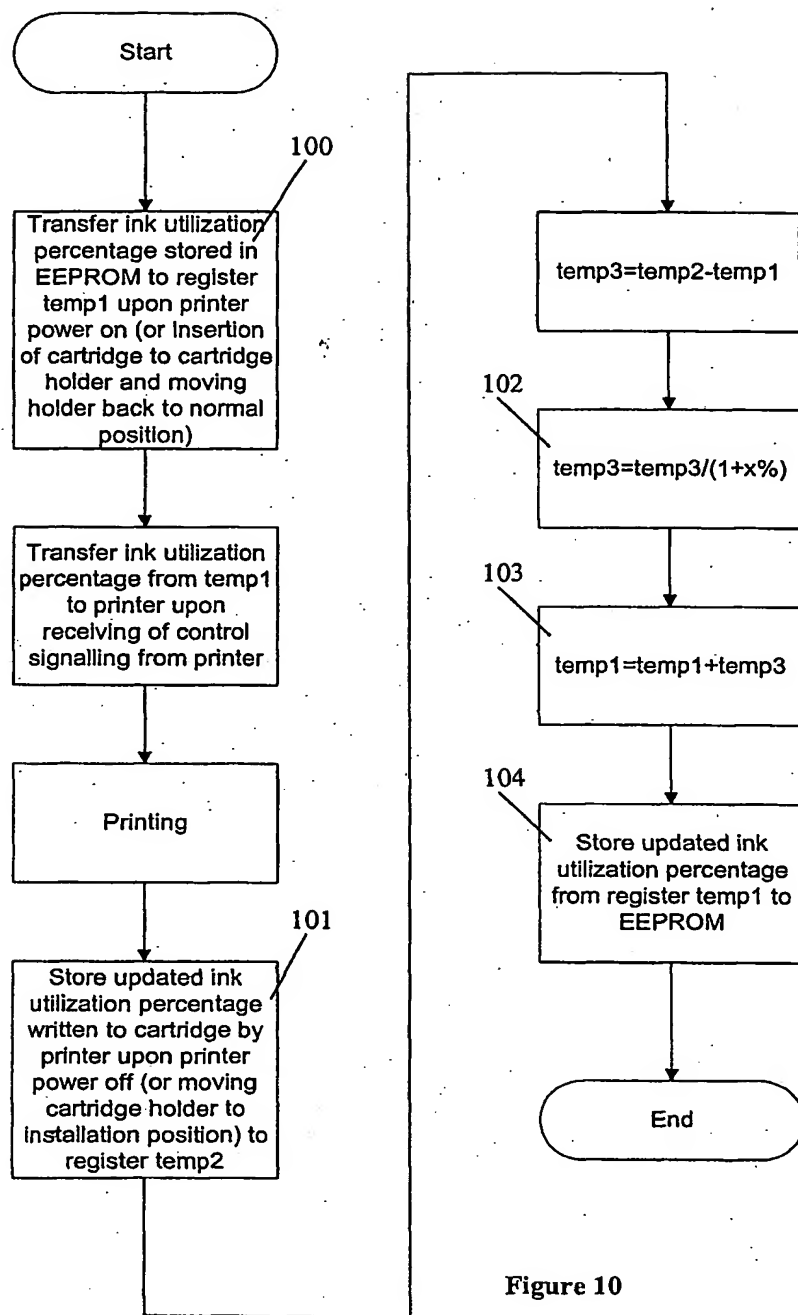 Start
100
Transfer ink utilization
percentage stored in
EEPROM to register
temp1 upon printer
power on (or insertion
of cartridge to cartridge
holder and moving
holder back to normal
position)
Transfer ink utilization
percentage from temp1
to printer upon
receiving of control
signalling from printer
Printing
101
Store updated ink
utilization percentage
written to cartridge by
printer upon printer
power off (or moving
cartridge holder to
installation position) to
register temp2
temp3=temp2-temp1
102
temp3=temp3/(1+x%)
103
temp1=temp1+temp3
104
Store updated ink
utilization percentage
from register temp1 to
EEPROM
End
Figure 10